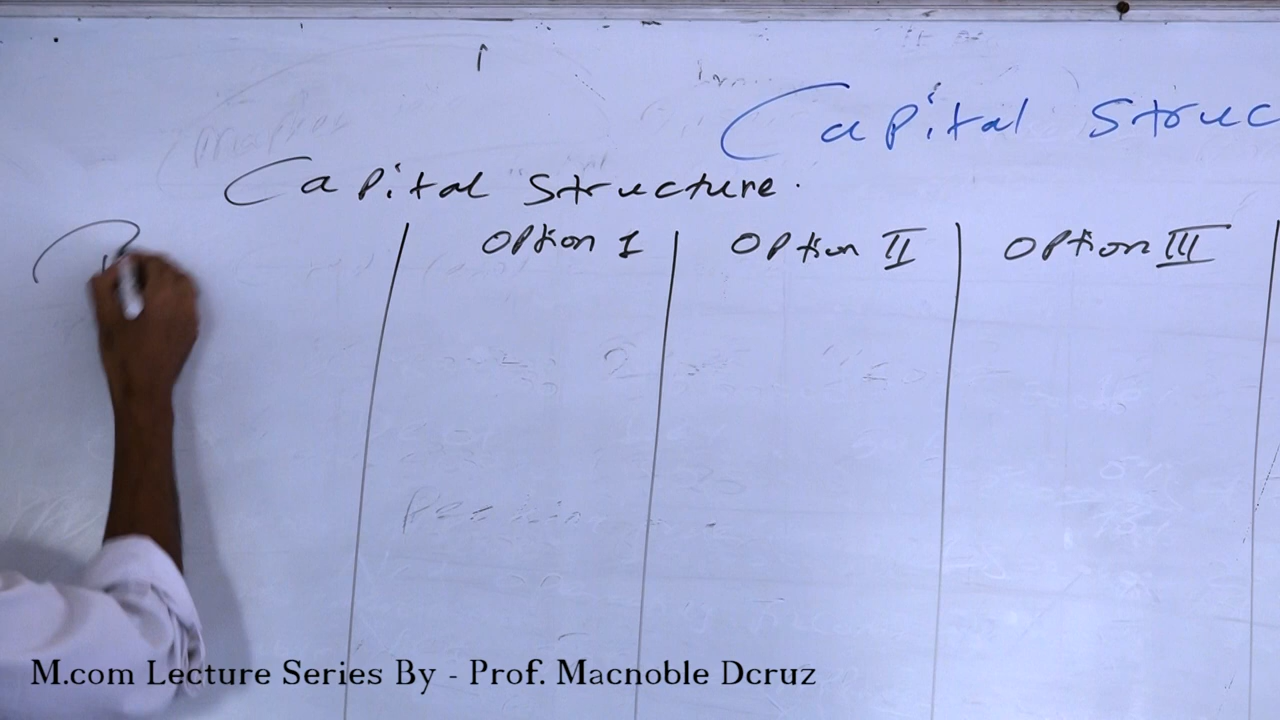 Capital Struc
Capital Structure.
Option I Option II Option III
M.com Lecture Series By - Prof. Macnoble Dcruz